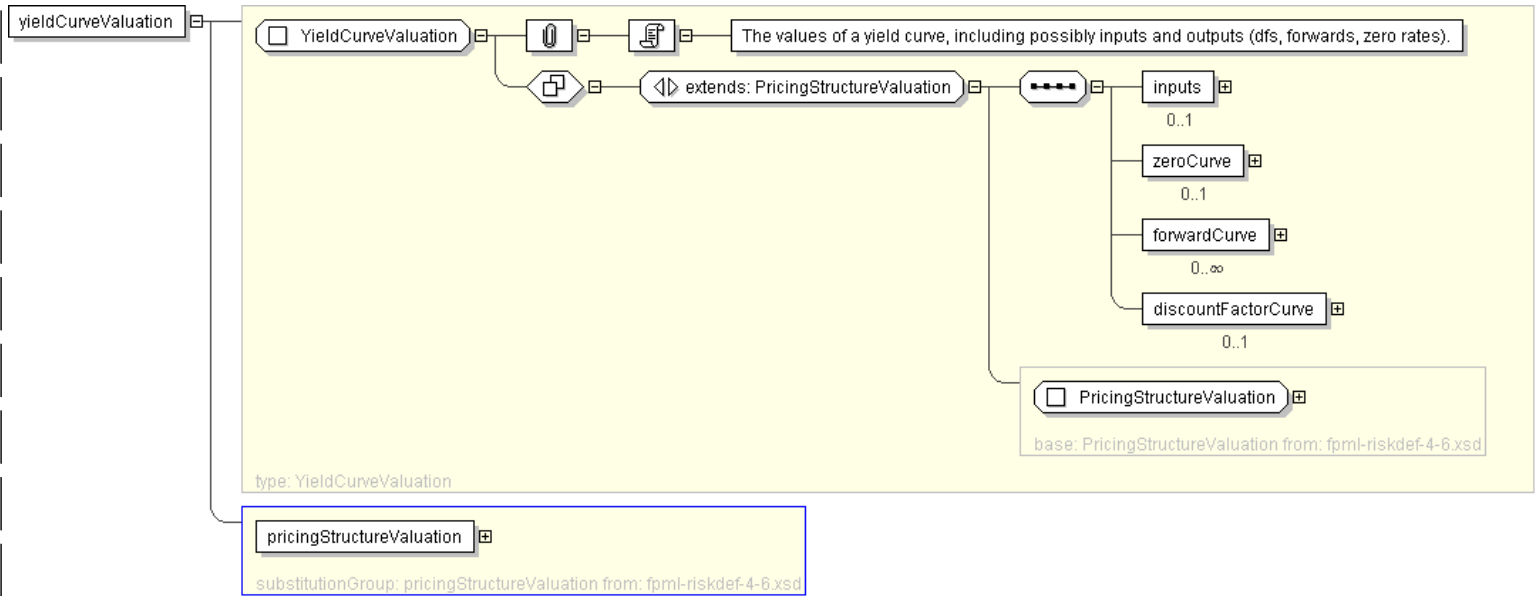 yieldCurveValuation
YieldCurveValuation
The values of a yield curve, including possibly inputs and outputs (dfs, forwards, zero rates).
extends: PricingStructureValuation
inputs
0..1
zeroCurve
0..1
forwardCurve
0..∞
discountFactorCurve
0..1
PricingStructureValuation
base: PricingStructureValuation from: fpml-riskdef-4-6.xsd
type: YieldCurveValuation
pricingStructureValuation
substitutionGroup: pricingStructureValuation from: fpml-riskdef-4-6.xsd